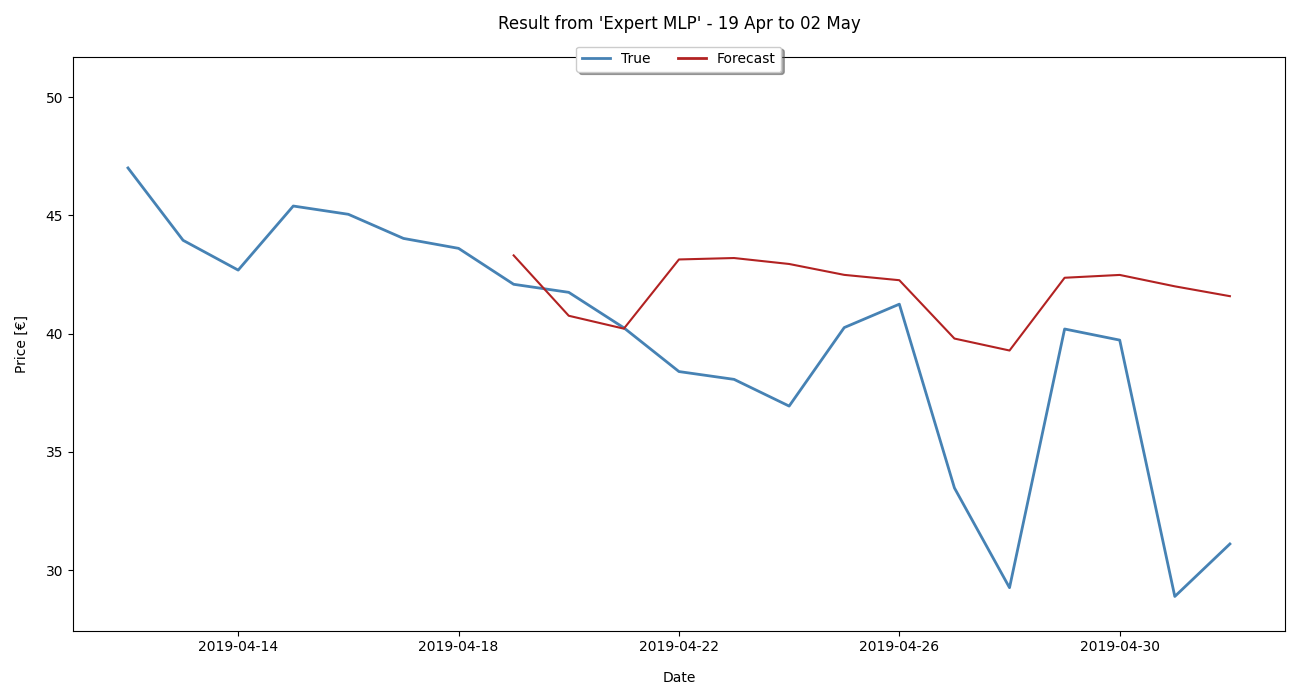 Result from 'Expert MLP' - 19 Apr to 02 May
True Forecast
50
45
40
35
30
Price [€]
2019-04-14 2019-04-18 2019-04-22 2019-04-26 2019-04-30
Date